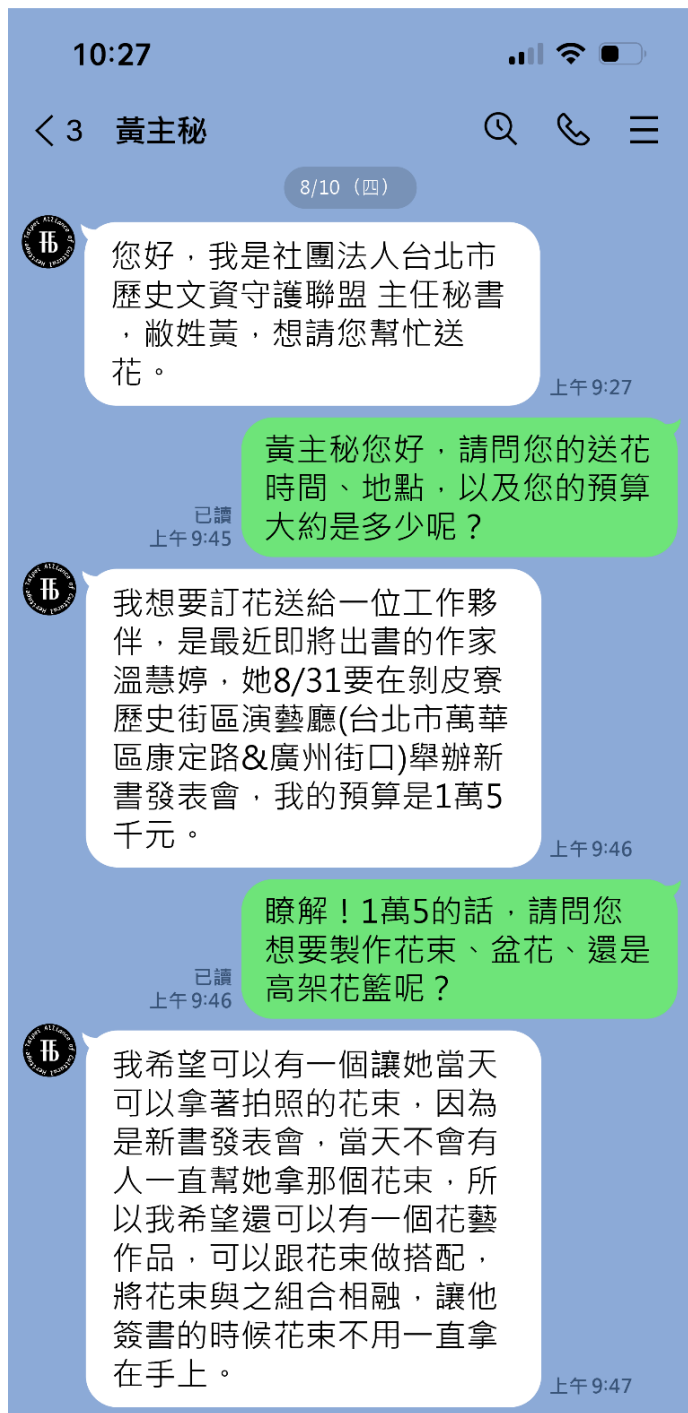 10:27
3 黃主秘
8/10（四）
您好，我是社團法人台北市
歷史文資守護聯盟 主任秘書
，敝姓黃，想請您幫忙送
花。
上午9:27
黃主秘您好，請問您的送花
時間、地點，以及您的預算
大約是多少呢？
已讀
上午9:45
我想要訂花送給一位工作夥
伴，是最近即將出書的作家
溫慧婷，她8/31要在剝皮寮
歷史街區演藝廳(台北市萬華
區康定路&廣州街口)舉辦新
書發表會，我的預算是1萬5
千元。
上午9:46
瞭解！1萬5的話，請問您
想要製作花束、盆花、還是
高架花籃呢？
已讀
上午9:46
我希望可以有一個讓她當天
可以拿著拍照的花束，因為
是新書發表會，當天不會有
人一直幫她拿那個花束，所
以我希望還可以有一個花藝
作品，可以跟花束做搭配，
將花束與之組合相融，讓他
簽書的時候花束不用一直拿
在手上。
上午9:47